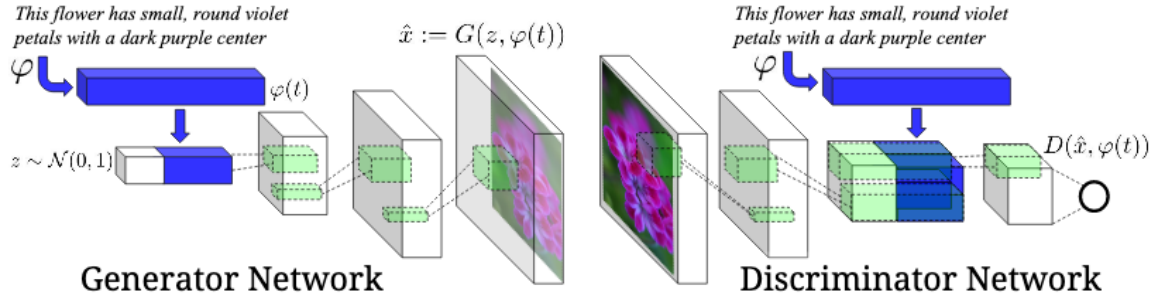 This flower has small, round violet
petals with a dark purple center
φ
φ(t)
z ∼ 𝒩(0, 1)
x̂ := G(z, φ(t))
Generator Network
This flower has small, round violet
petals with a dark purple center
φ
D(x̂, φ(t))
Discriminator Network